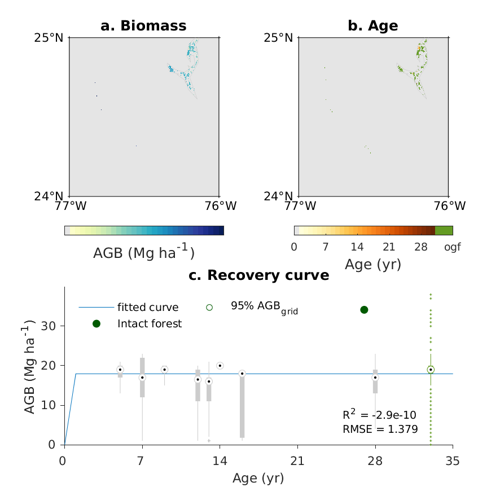 a. Biomass
b. Age
25°N
24°N
77°W
76°W
25°N
24°N
77°W
76°W
AGB (Mg ha⁻¹)
0 7 14 21 28 ogf
Age (yr)
c. Recovery curve
fitted curve
95% AGB_grid
Intact forest
AGB (Mg ha⁻¹)
30
20
10
0
R² = -2.9e-10
RMSE = 1.379
0 7 14 21 28 35
Age (yr)